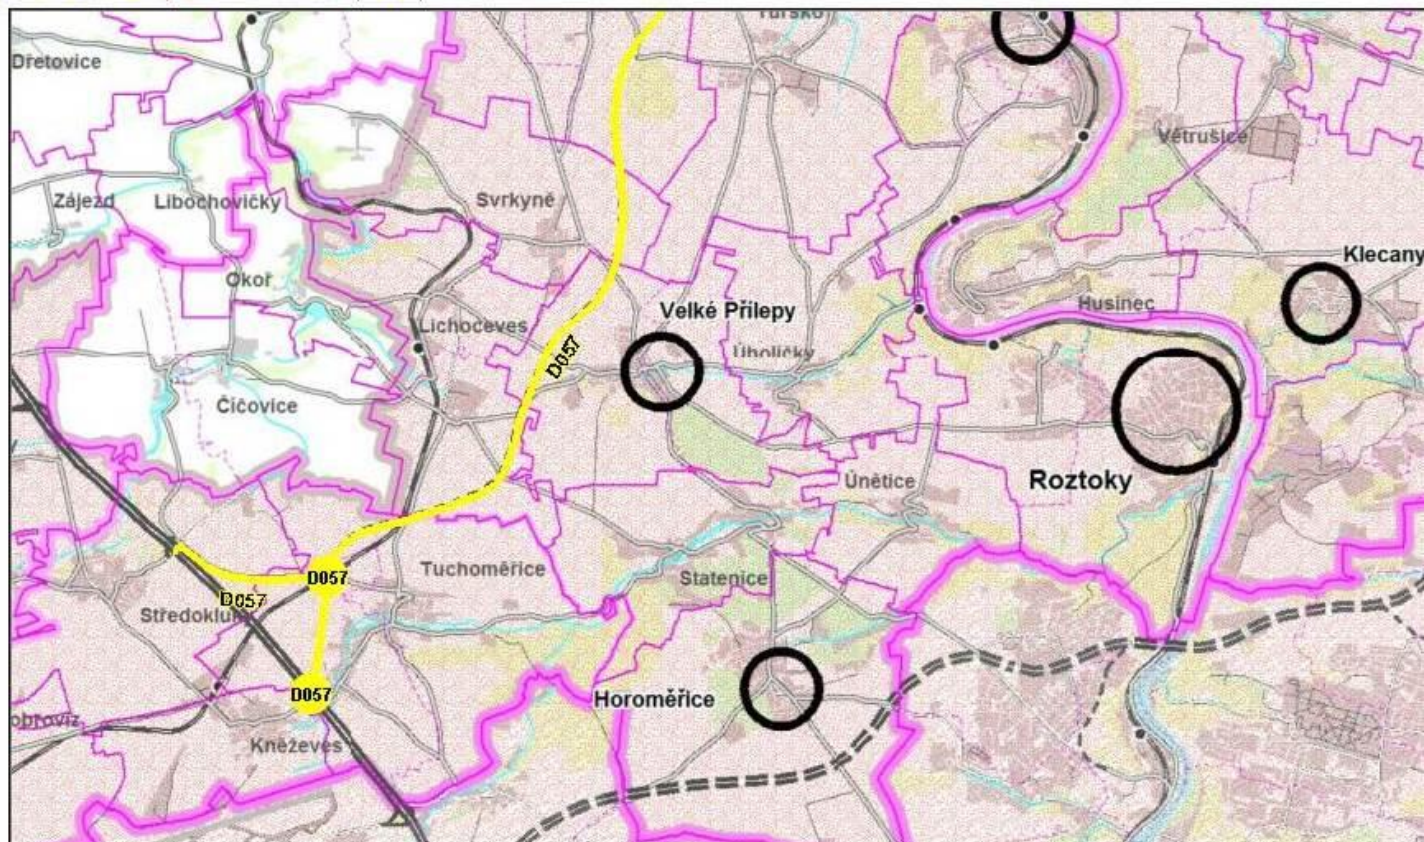 Dřetovice
Větrušice
Zájezd
Libochovičky
Svrkyně
Klecany
Okoř
Husinec
Velké Přílepy
Lichoceves
D057
Úholičky
Čičovice
Únětice
Roztoky
D057
Tuchoměřice
Statenice
D057
D057
Horoměřice
Kněževes